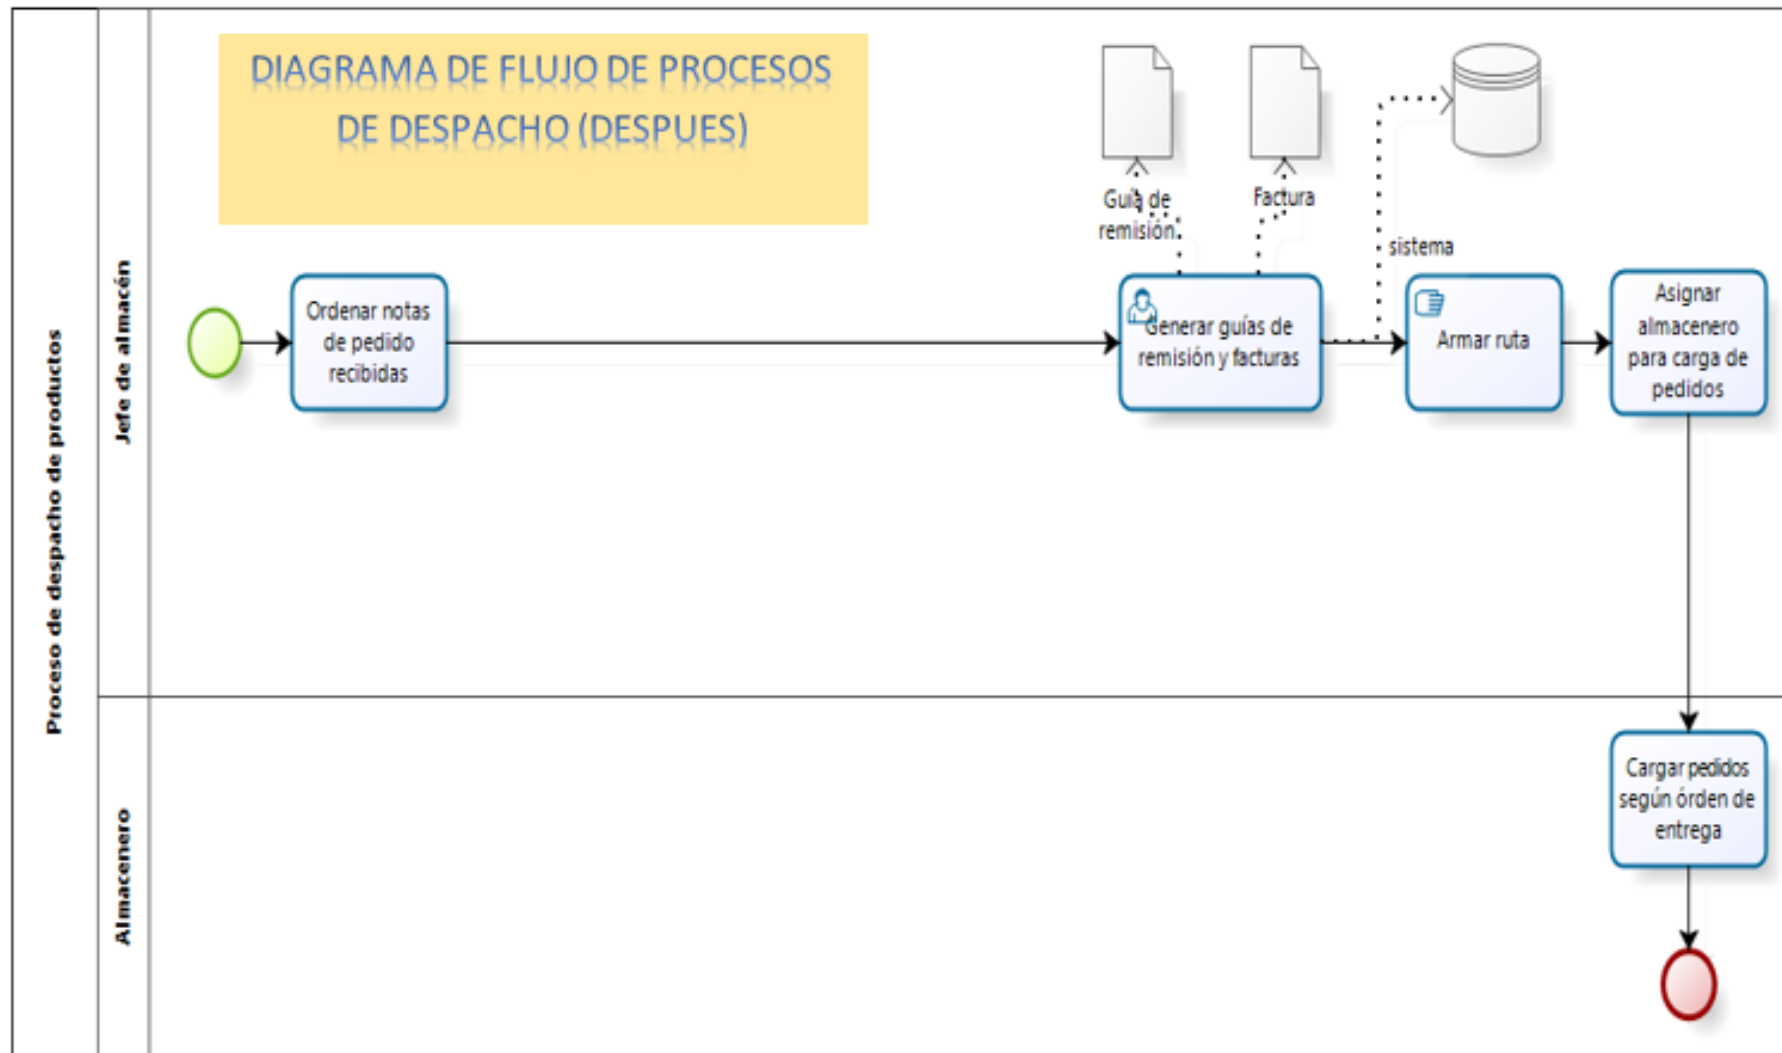 DIAGRAMA DE FLUJO DE PROCESOS
DE DESPACHO (DESPUES)
Guía de
remisión
Factura
sistema
Proceso de despacho de productos
Jefe de almacén
Ordenar notas
de pedido
recibidas
Generar guías de
remisión y facturas
Armar ruta
Asignar
almacenero
para carga de
pedidos
Almacenero
Cargar pedidos
según órden de
entrega